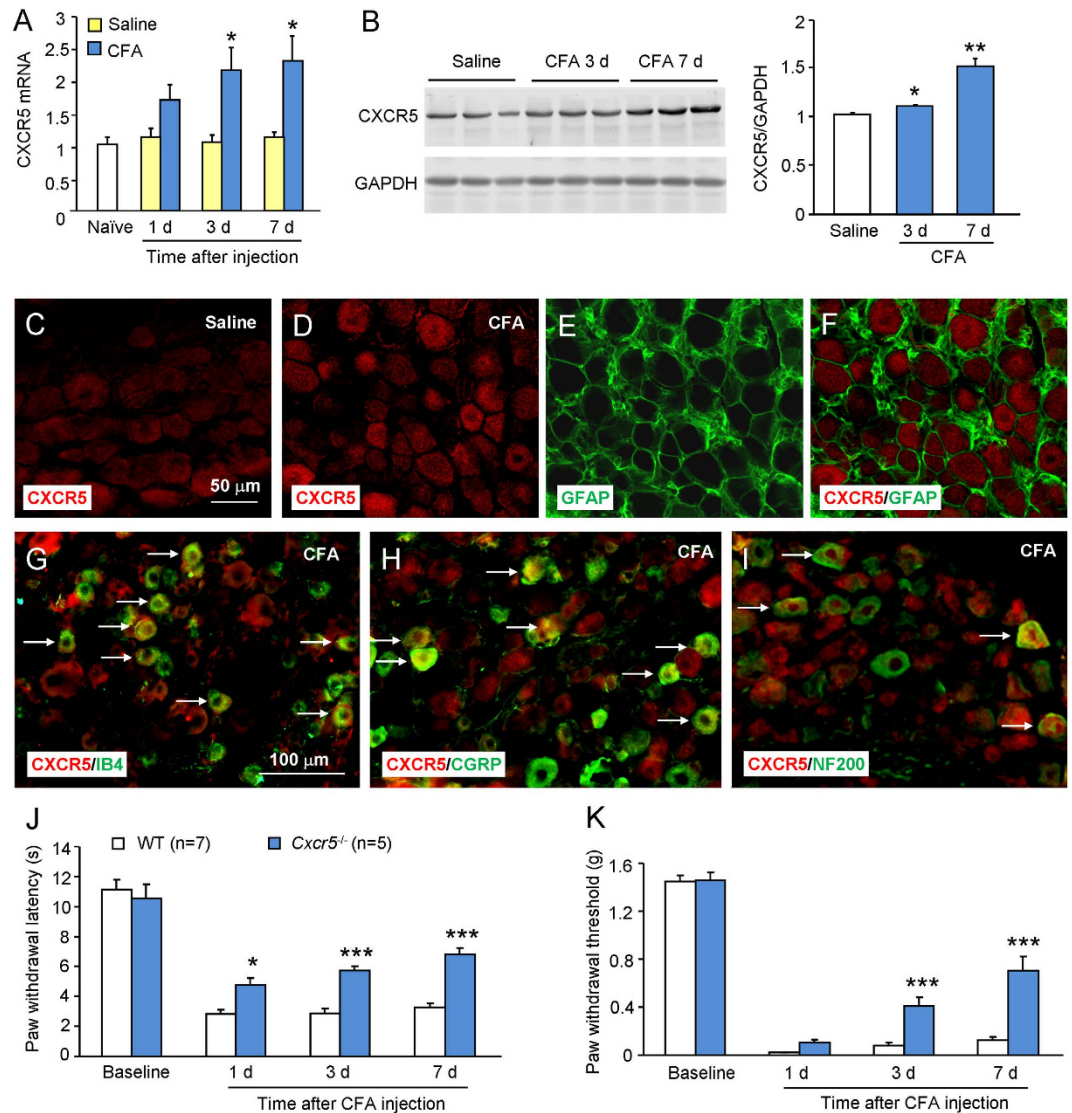 A
Saline
CFA
CXCR5 mRNA
3
2.5
2
1.5
1
0.5
0
*
*
Naïve
1 d
3 d
7 d
Time after injection
B
Saline
CFA 3 d
CFA 7 d
CXCR5
GAPDH
CXCR5/GAPDH
2
1.5
1
0.5
0
*
**
Saline
3 d
7 d
CFA
C
Saline
CXCR5
50 μm
D
CFA
CXCR5
E
GFAP
F
CXCR5/GFAP
G
CFA
CXCR5/IB4
100 μm
H
CFA
CXCR5/CGRP
I
CFA
CXCR5/NF200
J
WT (n=7)
Cxcr5-/- (n=5)
Paw withdrawal latency (s)
14
12
10
8
6
4
2
0
*
***
***
Baseline
1 d
3 d
7 d
Time after CFA injection
K
Paw withdrawal threshold (g)
1.6
1.2
0.8
0.4
0
***
***
Baseline
1 d
3 d
7 d
Time after CFA injection